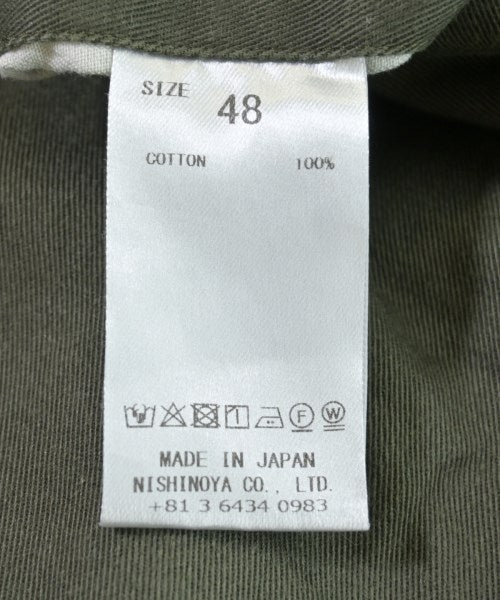 SIZE 48
COTTON 100%
F W
MADE IN JAPAN
NISHINOYA CO., LTD.
+81 3 6434 0983